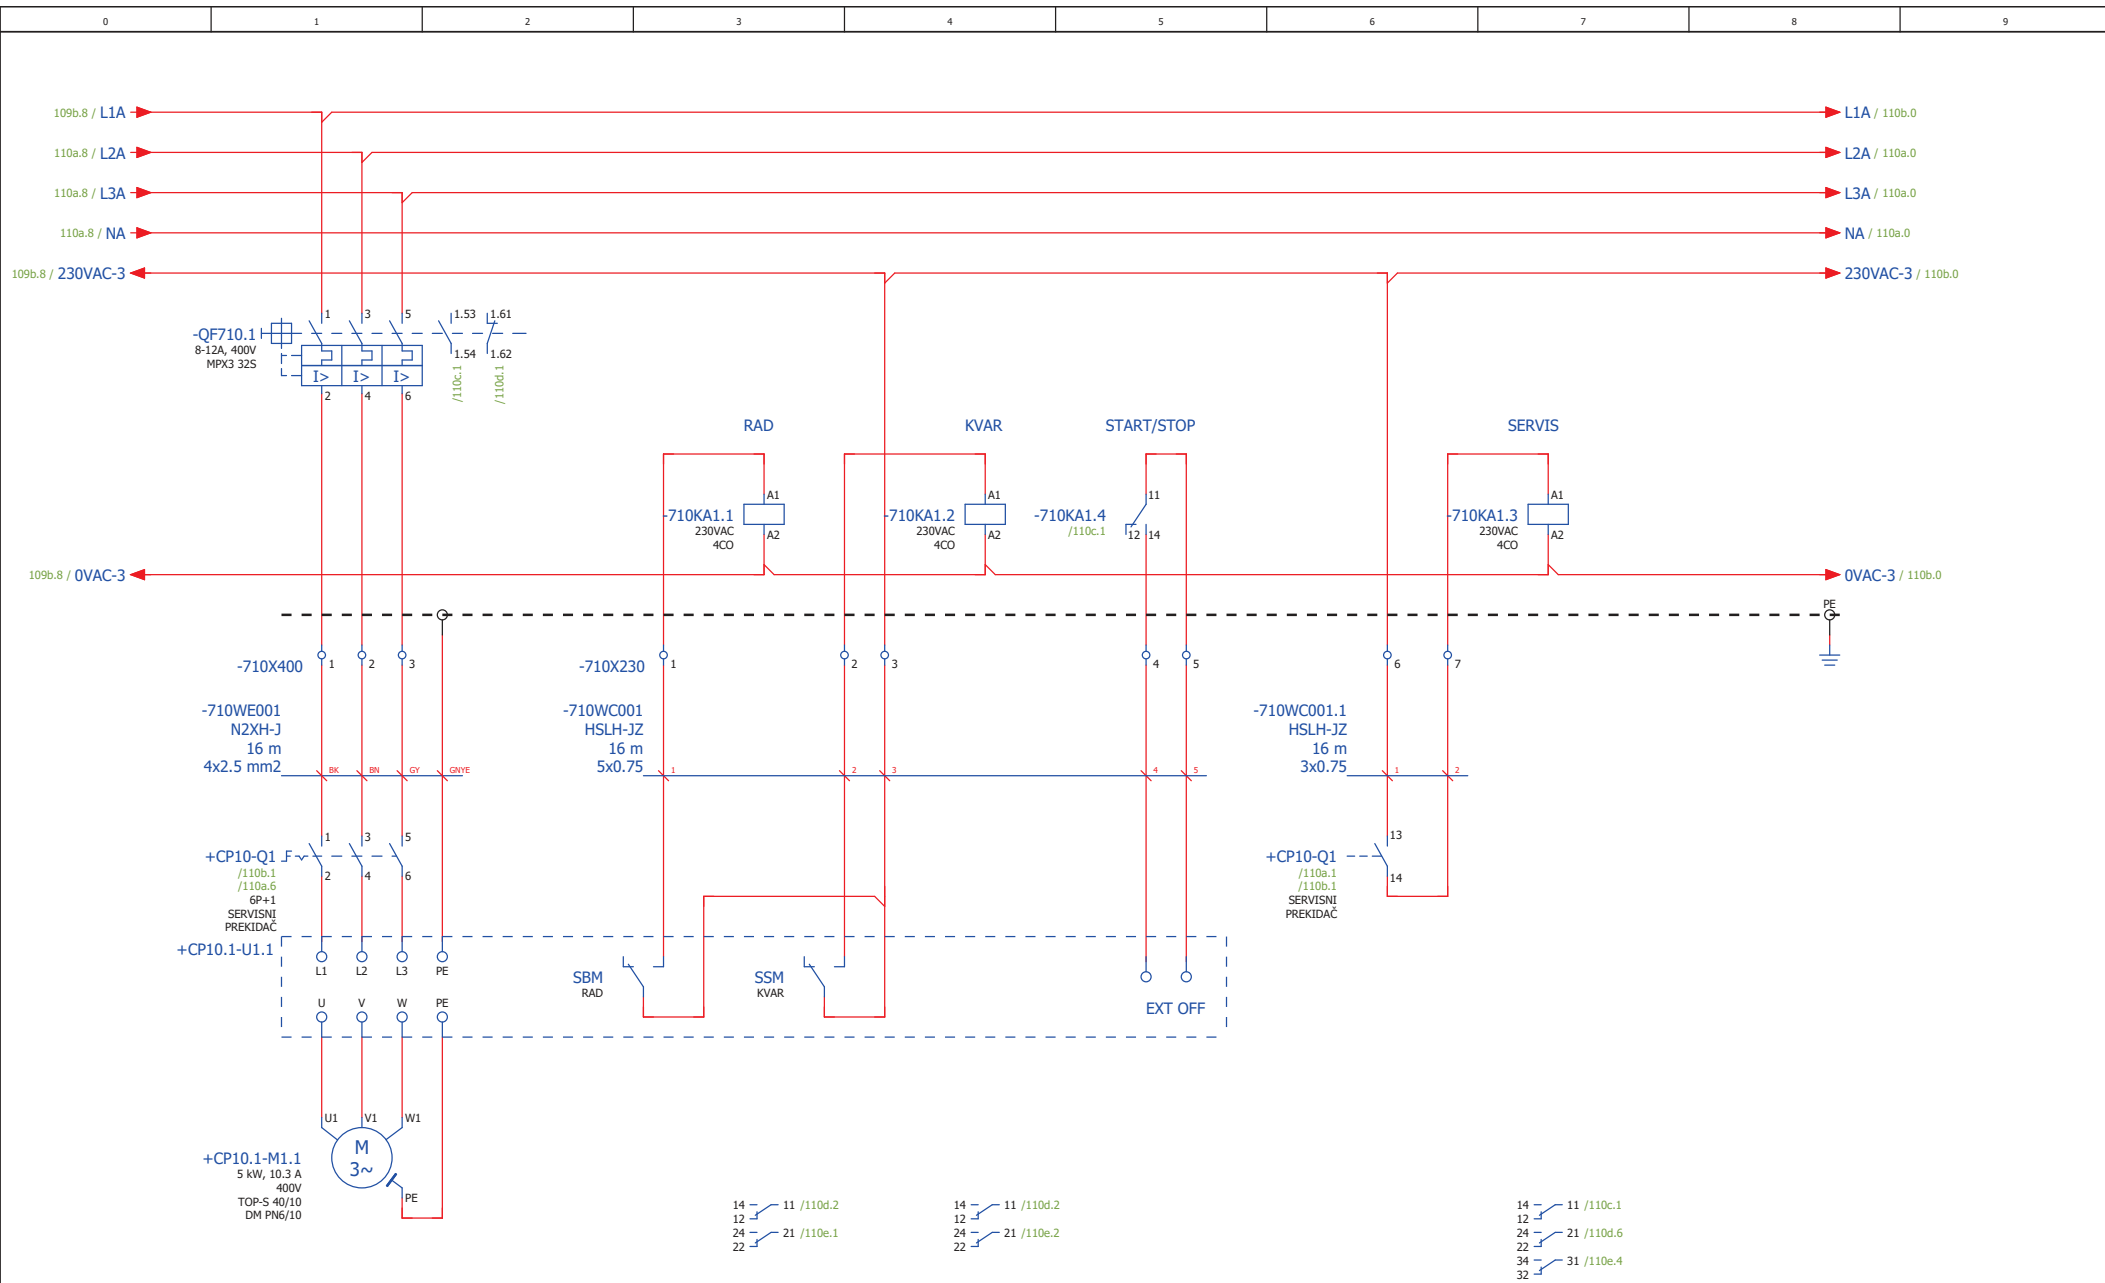 0 1 2 3 4 5 6 7 8 9
109b.8 / L1A L1A / 110b.0
110a.8 / L2A L2A / 110a.0
110a.8 / L3A L3A / 110a.0
110a.8 / NA NA / 110a.0
109b.8 / 230VAC-3 230VAC-3 / 110b.0
1 3 5 1.53 1.61
-QF710.1
8-12A, 400V
MPX3 32S
1.54 1.62
I> I> I>
2 4 6
/110c.1 /110d.1
RAD KVAR START/STOP SERVIS
A1 A1 11 A1
-710KA1.1 -710KA1.2 -710KA1.4 -710KA1.3
230VAC 230VAC /110c.1 230VAC
A2 A2 12 14 A2
4CO 4CO 4CO
109b.8 / 0VAC-3 0VAC-3 / 110b.0
PE
-710X400 1 2 3 -710X230 1 2 3 4 5 6 7
-710WE001 -710WC001 -710WC001.1
N2XH-J HSLH-JZ HSLH-JZ
16 m 16 m 16 m
4x2.5 mm2 5x0.75 3x0.75
BK BN GY GNYE 1 2 3 4 5 1 2
1 3 5 13
+CP10-Q1 +CP10-Q1
/110b.1 /110a.1
2 4 6 14
/110a.6 /110b.1
6P+1 SERVISNI
SERVISNI PREKIDAČ
PREKIDAČ
+CP10.1-U1.1
L1 L2 L3 PE
SBM SSM
RAD KVAR
U V W PE EXT OFF
U1 V1 W1
M
3~
+CP10.1-M1.1
5 kW, 10.3 A
400V
TOP-S 40/10
DM PN6/10
PE
14 11 /110d.2 14 11 /110d.2 14 11 /110c.1
12 12 12
24 21 /110e.1 24 21 /110e.2 24 21 /110d.6
22 22 22
34 31 /110e.4
32